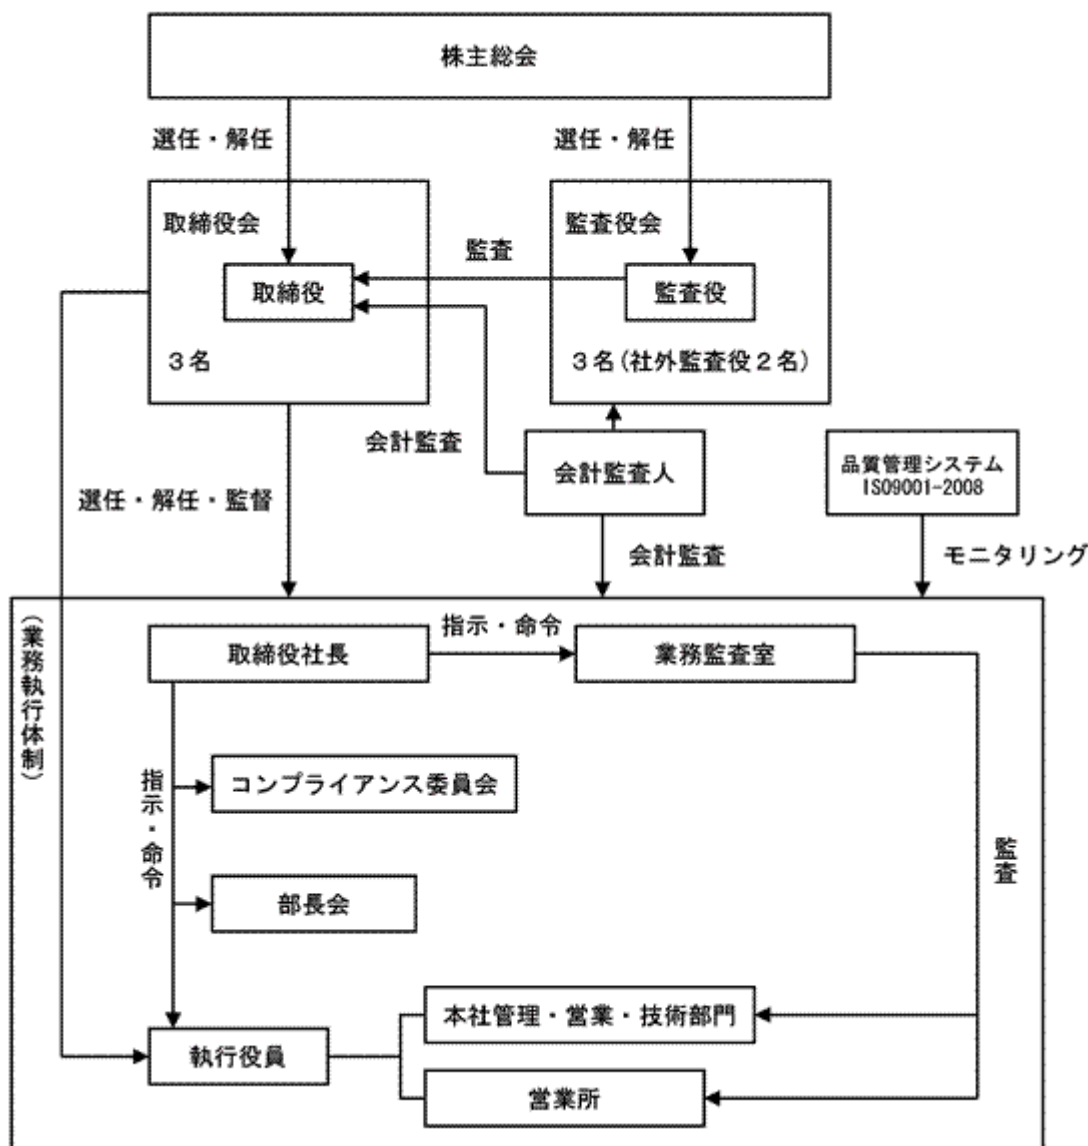 株主総会
選任・解任
選任・解任
取締役会
監査役会
監査
取締役
監査役
３名
３名(社外監査役２名)
会計監査
会計監査人
品質管理システム
ISO9001-2008
選任・解任・監督
会計監査
モニタリング
(業務執行体制)
取締役社長
指示・命令
業務監査室
指示・命令
コンプライアンス委員会
監査
部長会
本社管理・営業・技術部門
執行役員
営業所